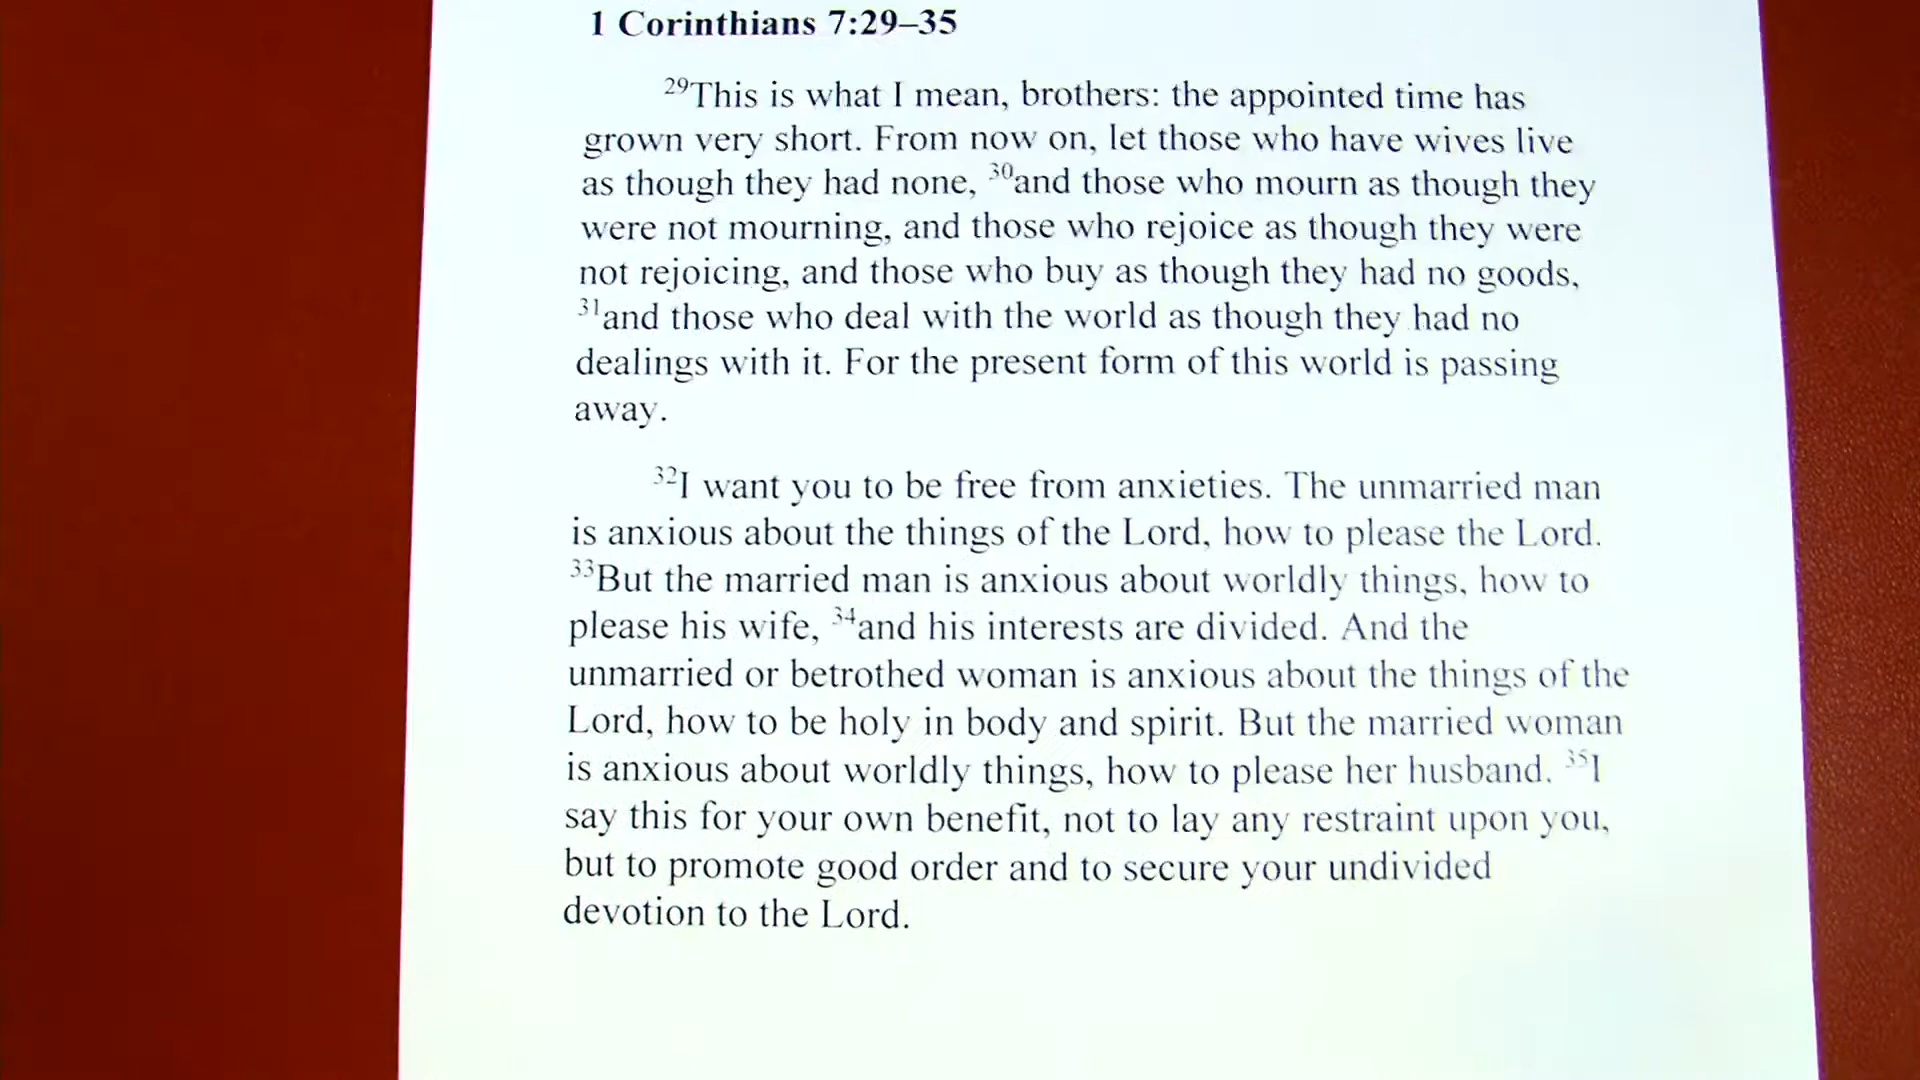 1 Corinthians 7:29–35
29This is what I mean, brothers: the appointed time has
grown very short. From now on, let those who have wives live
as though they had none, 30and those who mourn as though they
were not mourning, and those who rejoice as though they were
not rejoicing, and those who buy as though they had no goods,
31and those who deal with the world as though they had no
dealings with it. For the present form of this world is passing
away.
32I want you to be free from anxieties. The unmarried man
is anxious about the things of the Lord, how to please the Lord.
33But the married man is anxious about worldly things, how to
please his wife, 34and his interests are divided. And the
unmarried or betrothed woman is anxious about the things of the
Lord, how to be holy in body and spirit. But the married woman
is anxious about worldly things, how to please her husband. 35I
say this for your own benefit, not to lay any restraint upon you,
but to promote good order and to secure your undivided
devotion to the Lord.